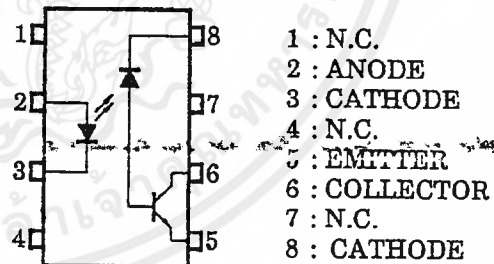 1
2
3
4
8
7
6
5
1 : N.C.
2 : ANODE
3 : CATHODE
4 : N.C.
5 : EMITTER
6 : COLLECTOR
7 : N.C.
8 : CATHODE